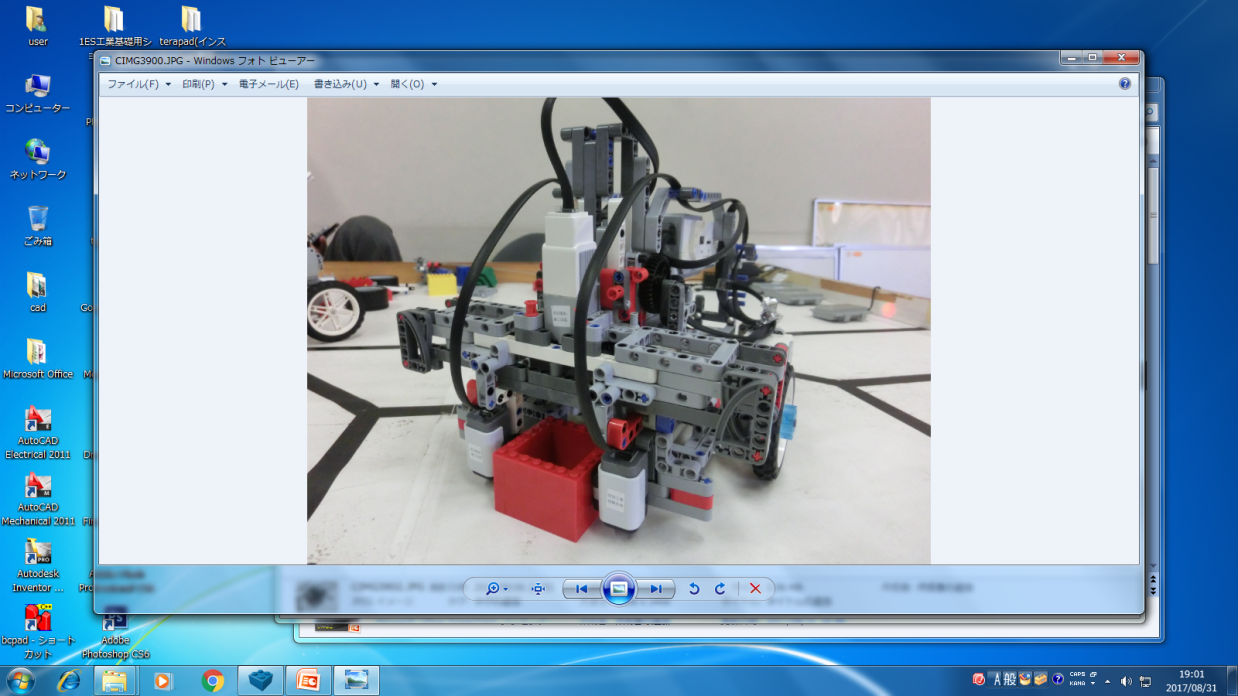 user
1ES工業基礎用シ
terapad(インス
CIMG3900.JPG - Windows フォト ビューアー
ファイル(F)
印刷(P)
電子メール(E)
書き込み(U)
開く(O)
コンピューター
ネットワーク
ごみ箱
cad
Microsoft Office
AutoCAD
Electrical 2011
AutoCAD
Mechanical 2011
Autodesk
Inventor ...
bcpad - ショート
カット
Adobe
Photoshop CS6
A 般
CAPS
KANA
19:01
2017/08/31